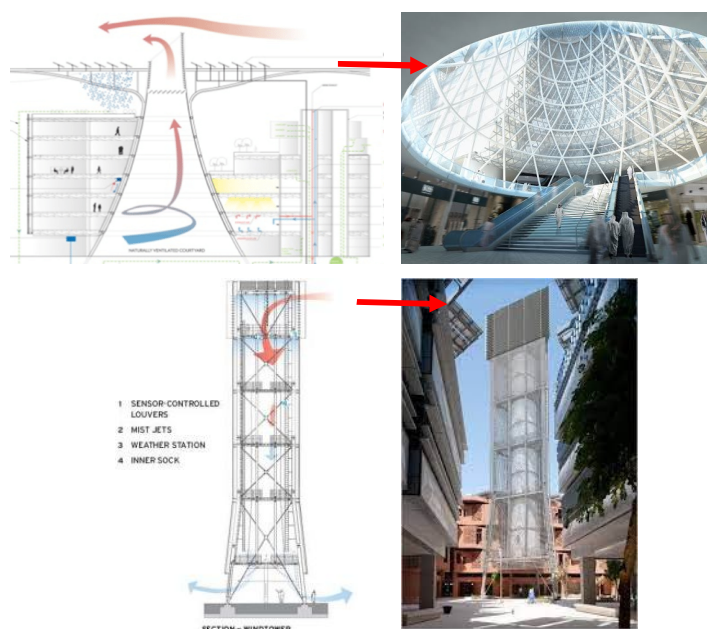 NATURALLY VENTILATED COURTYARD
1 SENSOR-CONTROLLED
LOUVERS
2 MIST JETS
3 WEATHER STATION
4 INNER SOCK
SECTION – WINDTOWER